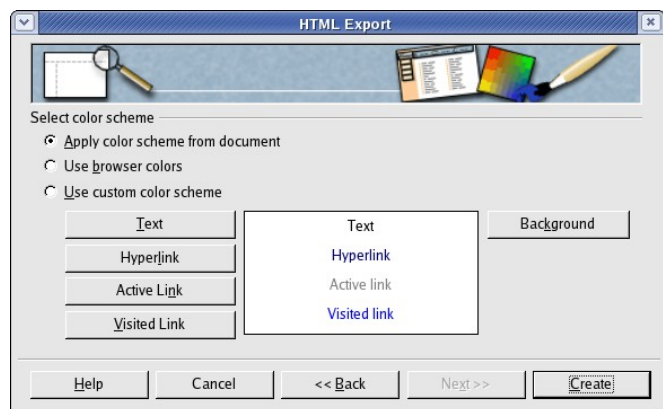 HTML Export
Select color scheme
Apply color scheme from document
Use browser colors
Use custom color scheme
Text
Text
Background
Hyperlink
Hyperlink
Active Link
Active link
Visited Link
Visited link
Help
Cancel
<< Back
Next >>
Create